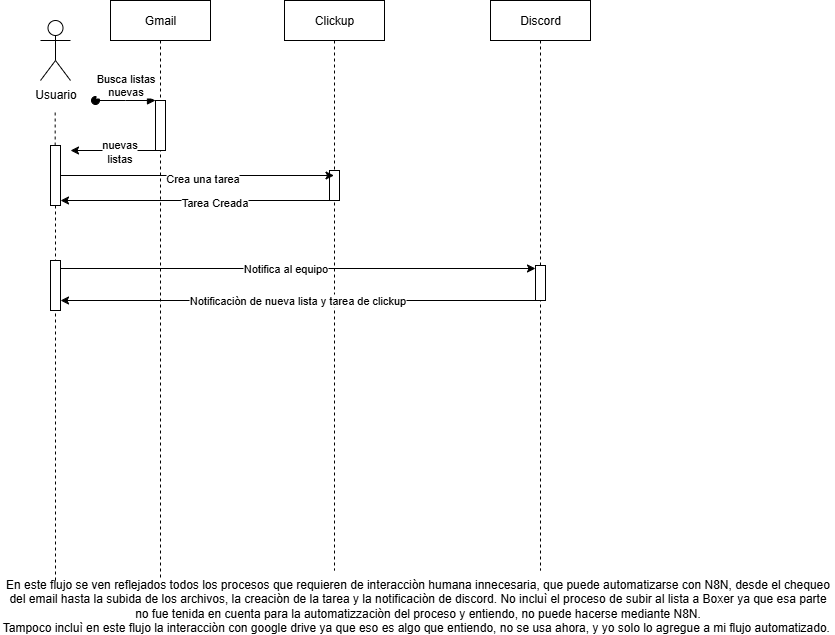 Gmail
Clickup
Discord
Usuario
Busca listas
nuevas
nuevas
listas
Crea una tarea
Tarea Creada
Notifica al equipo
Notificaciòn de nueva lista y tarea de clickup
En este flujo se ven reflejados todos los procesos que requieren de interacciòn humana innecesaria, que puede automatizarse con N8N, desde el chequeo
del email hasta la subida de los archivos, la creaciòn de la tarea y la notificaciòn de discord. No incluì el proceso de subir al lista a Boxer ya que esa parte
no fue tenida en cuenta para la automatizzaciòn del proceso y entiendo, no puede hacerse mediante N8N.
Tampoco incluì en este flujo la interacciòn con google drive ya que eso es algo que entiendo, no se usa ahora, y yo solo lo agregue a mi flujo automatizado.